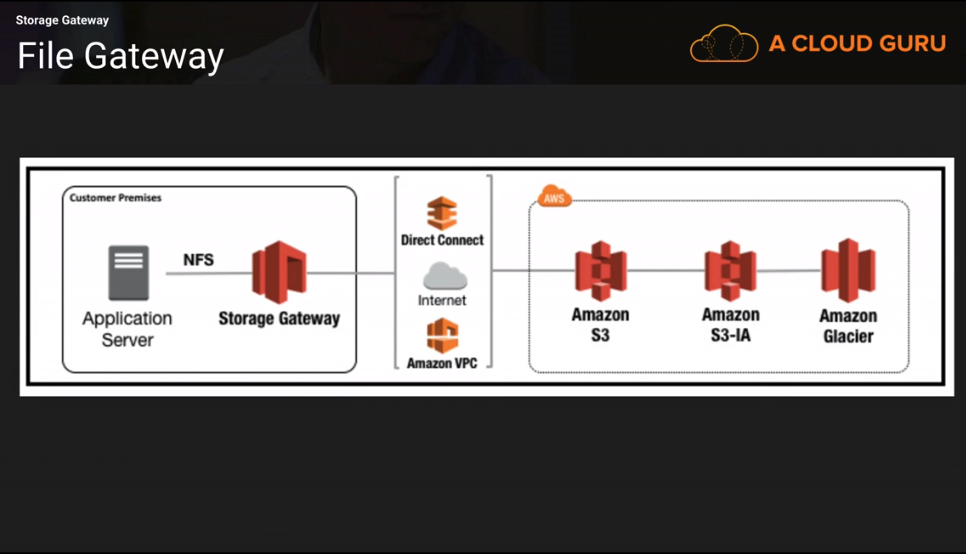 Storage Gateway
File Gateway
A CLOUD GURU
Customer Premises
NFS
Application
Server
Storage Gateway
Direct Connect
Internet
Amazon VPC
AWS
Amazon
S3
Amazon
S3-IA
Amazon
Glacier